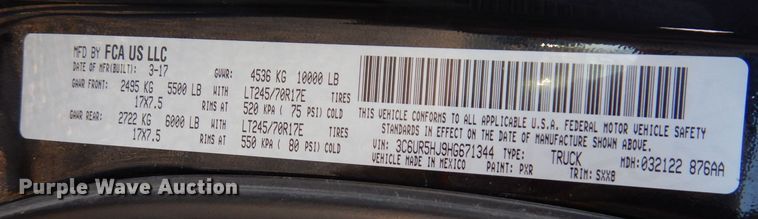 MFD BY FCA US LLC
DATE OF MFR(BUILT): 3-17 GVWR: 4536 KG 10000 LB
GAWR FRONT: 2495 KG 5500 LB WITH LT245/70R17E TIRES
17X7.5 RIMS AT 520 KPA ( 75 PSI) COLD
GAWR REAR: 2722 KG 6000 LB WITH LT245/70R17E TIRES
17X7.5 RIMS AT 550 KPA ( 80 PSI) COLD
THIS VEHICLE CONFORMS TO ALL APPLICABLE U.S.A. FEDERAL MOTOR VEHICLE SAFETY
STANDARDS IN EFFECT ON THE DATE OF MANUFACTURE SHOWN ABOVE
VIN: 3C6UR5HJ9HG671344 TYPE: TRUCK MDH: 032122 876AA
VEHICLE MADE IN MEXICO PAINT: PXR TRIM: SXX8
Purple Wave Auction